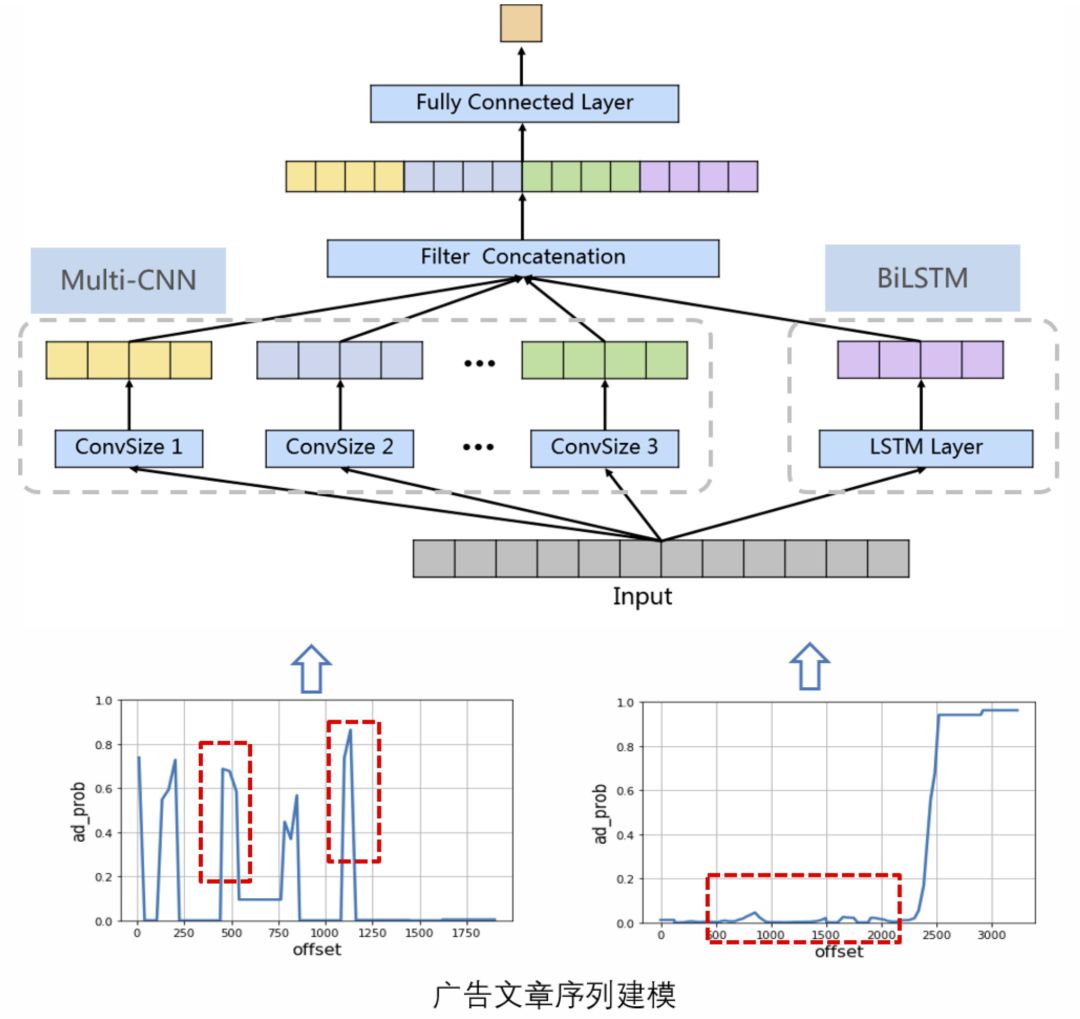 Fully Connected Layer
Filter Concatenation
Multi-CNN
BiLSTM
...
ConvSize 1
ConvSize 2
...
ConvSize 3
LSTM Layer
Input
1.0
0.8
0.6
0.4
0.2
0.0
ad_prob
0
250
500
750
1000
1250
1500
1750
offset
1.0
0.8
0.6
0.4
0.2
0.0
ad_prob
0
500
1000
1500
2000
2500
3000
offset
广告文章序列建模